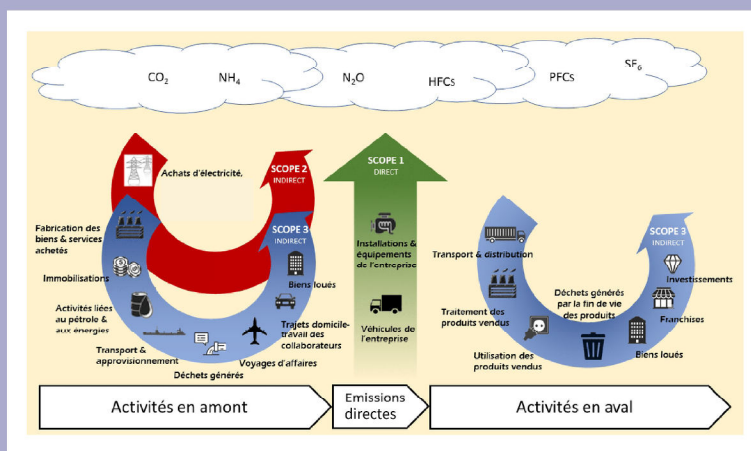 CO2
NH4
N2O
HFCs
PFCs
SF6
Achats d'électricité,
SCOPE 2
INDIRECT
SCOPE 1
DIRECT
Fabrication des
biens & services
achetés
SCOPE 3
INDIRECT
Immobilisations
Biens loués
Activités liées
au pétrole &
aux énergies
Trajets domicile-
travail des
collaborateurs
Transport &
approvisionnement
Voyages d'affaires
Déchets générés
Installations &
équipements
de l'entreprise
Véhicules de
l'entreprise
SCOPE 3
INDIRECT
Transport & distribution
Investissements
Déchets générés
par la fin de vie
des produits
Traitement des
produits vendus
Franchises
Utilisation des
produits vendus
Biens loués
Activités en amont
Emissions
directes
Activités en aval